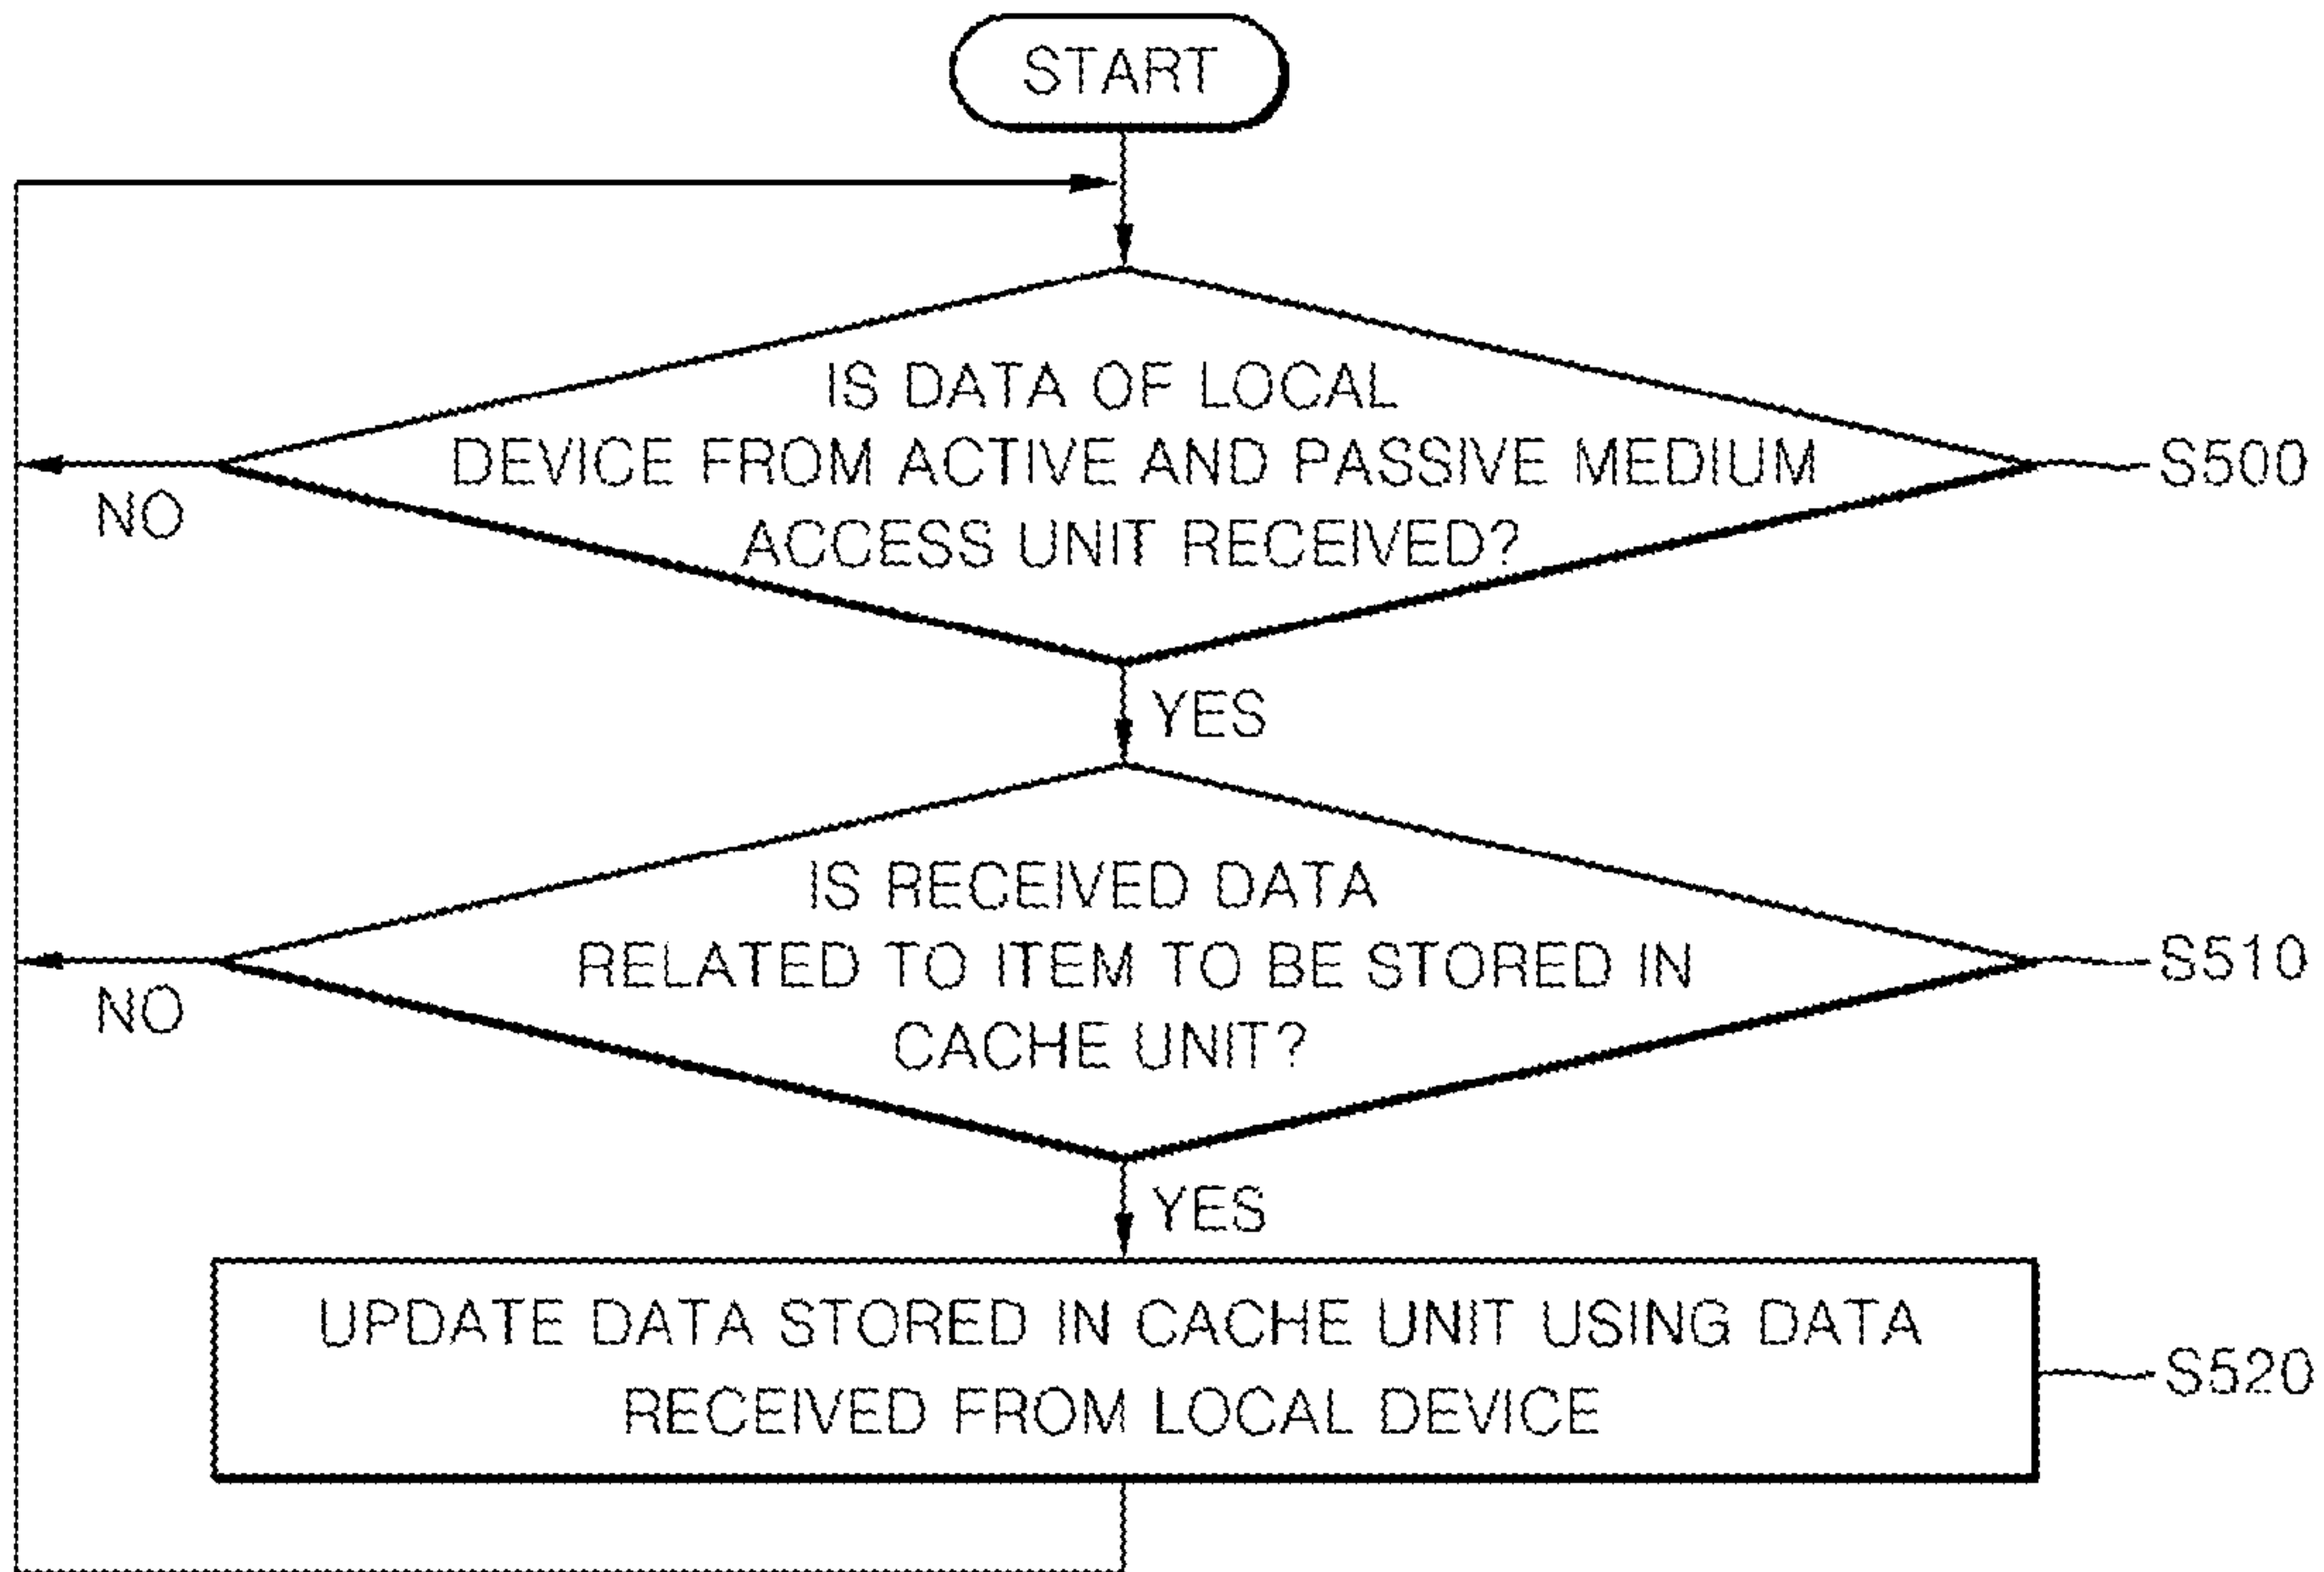 START
IS DATA OF LOCAL
DEVICE FROM ACTIVE AND PASSIVE MEDIUM
ACCESS UNIT RECEIVED?
S500
NO
YES
IS RECEIVED DATA
RELATED TO ITEM TO BE STORED IN
CACHE UNIT?
S510
NO
YES
UPDATE DATA STORED IN CACHE UNIT USING DATA
RECEIVED FROM LOCAL DEVICE
S520